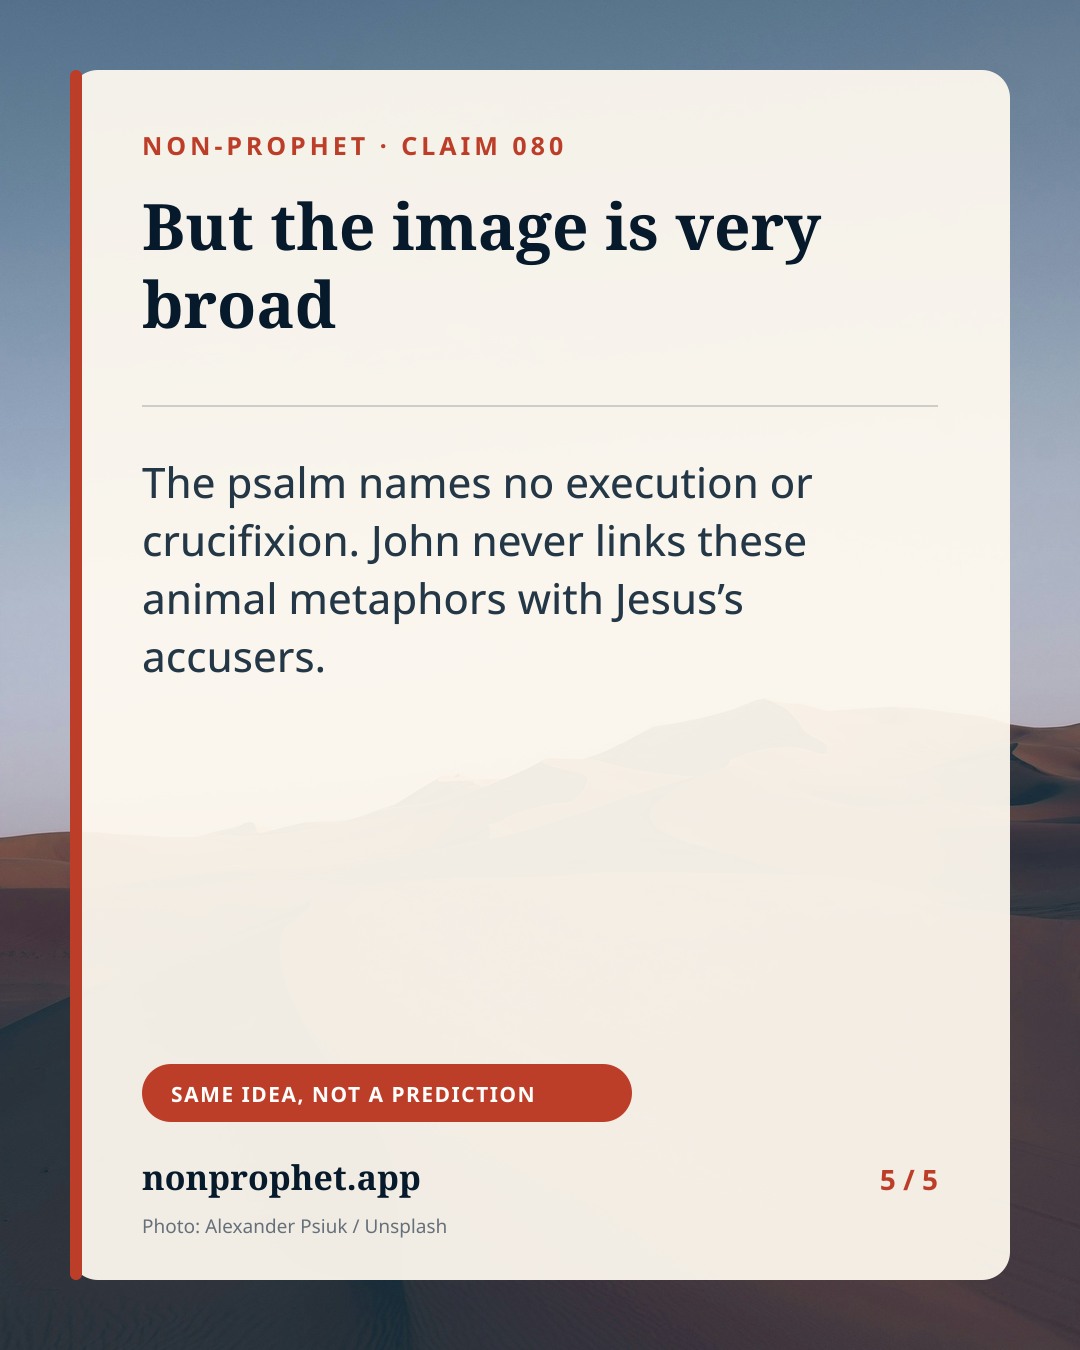 NON-PROPHET · CLAIM 080
But the image is very
broad
The psalm names no execution or
crucifixion. John never links these
animal metaphors with Jesus’s
accusers.
SAME IDEA, NOT A PREDICTION
nonprophet.app
5 / 5
Photo: Alexander Psiuk / Unsplash